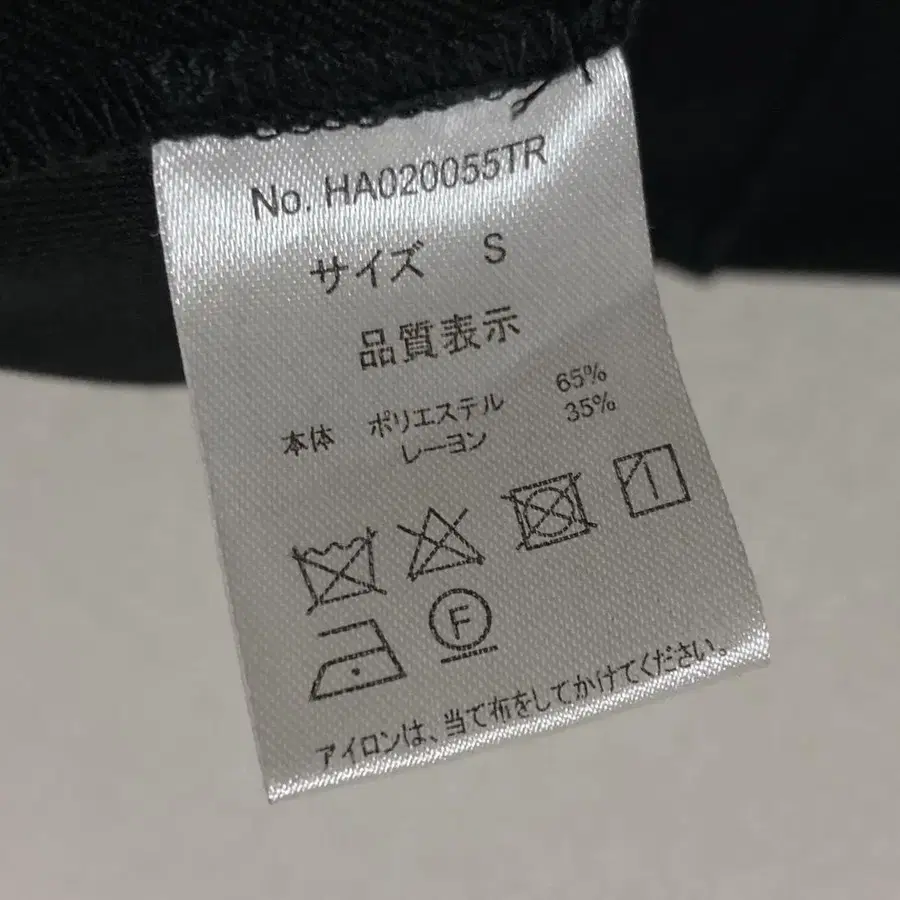 No. HA020055TR
サイズ S
品質表示
本体 ポリエステル 65%
レーヨン 35%
F
アイロンは、当て布をしてかけてください。